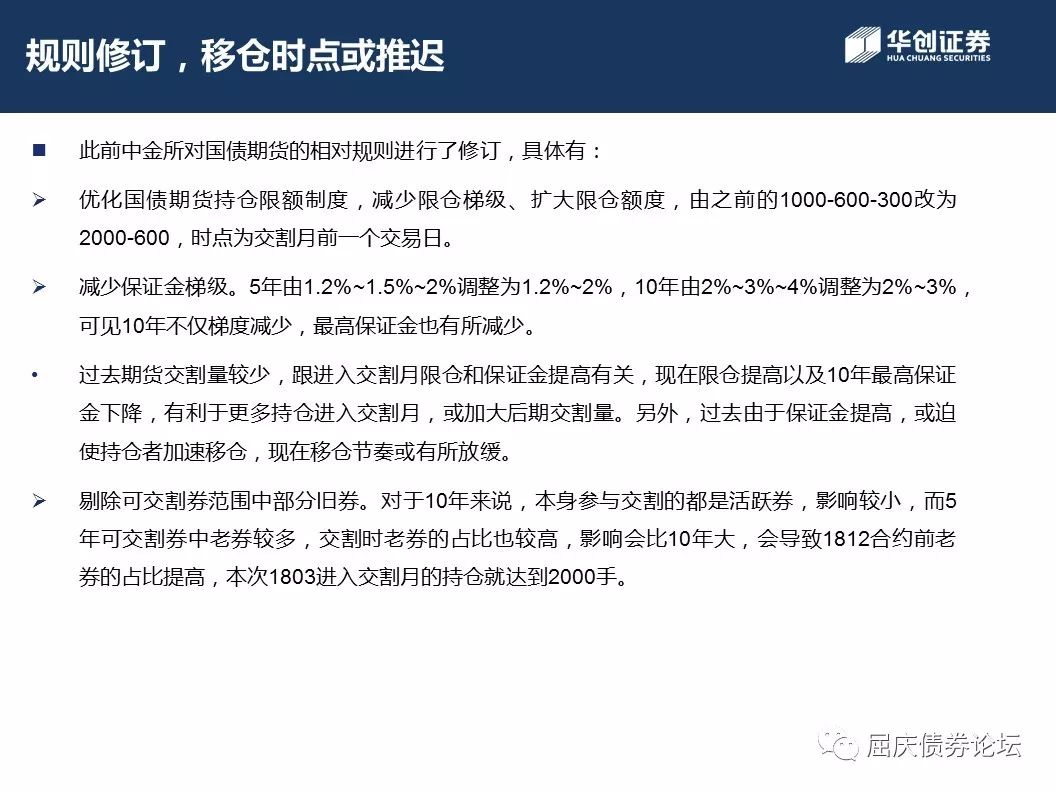 规则修订，移仓时点或推迟
华创证券
HUA CHUANG SECURITIES
■ 此前中金所对国债期货的相对规则进行了修订，具体有：
➢ 优化国债期货持仓限额制度，减少限仓梯级、扩大限仓额度，由之前的1000-600-300改为
2000-600，时点为交割月前一个交易日。
➢ 减少保证金梯级。5年由1.2%~1.5%~2%调整为1.2%~2%，10年由2%~3%~4%调整为2%~3%，
可见10年不仅梯度减少，最高保证金也有所减少。
• 过去期货交割量较少，跟进入交割月限仓和保证金提高有关，现在限仓提高以及10年最高保证
金下降，有利于更多持仓进入交割月，或加大后期交割量。另外，过去由于保证金提高，或迫
使持仓者加速移仓，现在移仓节奏或有所放缓。
➢ 剔除可交割券范围中部分旧券。对于10年来说，本身参与交割的都是活跃券，影响较小，而5
年可交割券中老券较多，交割时老券的占比也较高，影响会比10年大，会导致1812合约前老
券的占比提高，本次1803进入交割月的持仓就达到2000手。
屈庆债券论坛